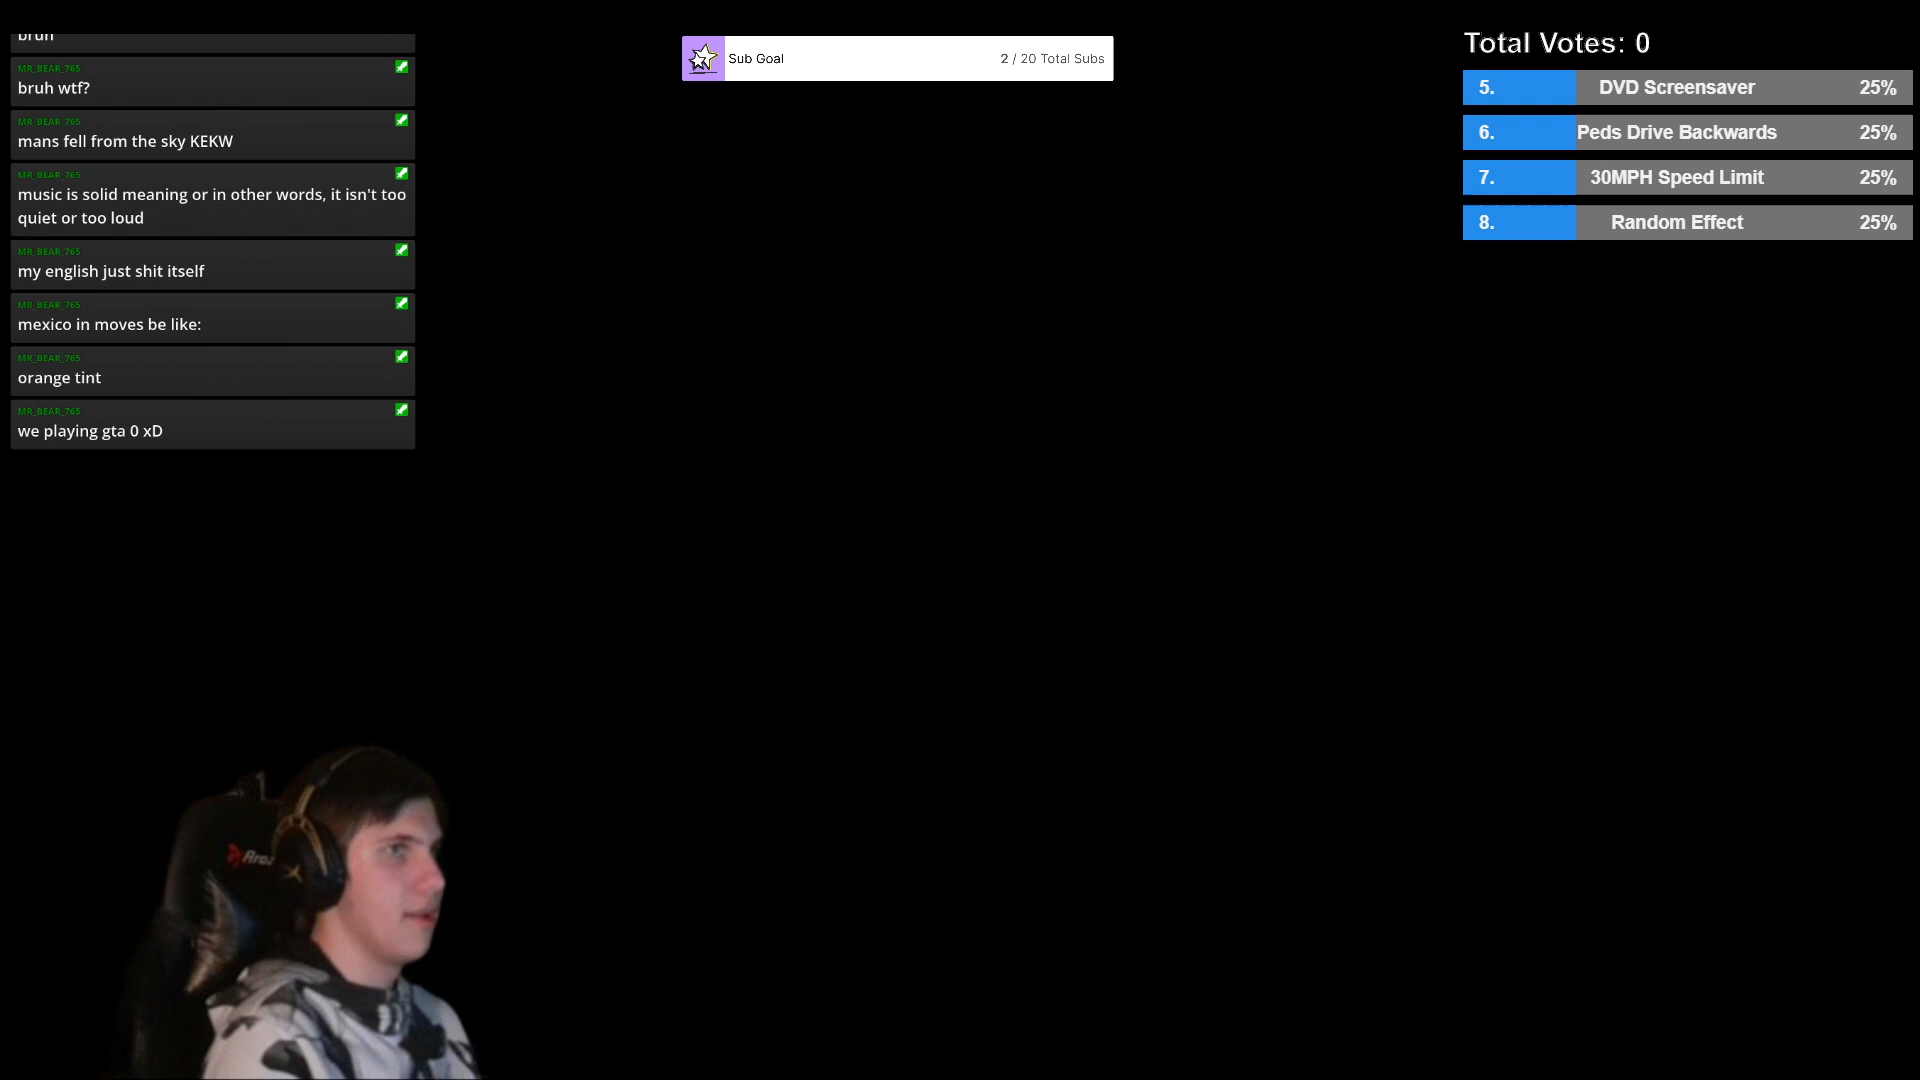 bruh
MR_BEAR_765
bruh wtf?
MR_BEAR_765
mans fell from the sky KEKW
MR_BEAR_765
music is solid meaning or in other words, it isn't too
quiet or too loud
MR_BEAR_765
my english just shit itself
MR_BEAR_765
mexico in moves be like:
MR_BEAR_765
orange tint
MR_BEAR_765
we playing gta 0 xD
Sub Goal 2 / 20 Total Subs
Total Votes: 0
5. DVD Screensaver 25%
6. Peds Drive Backwards 25%
7. 30MPH Speed Limit 25%
8. Random Effect 25%